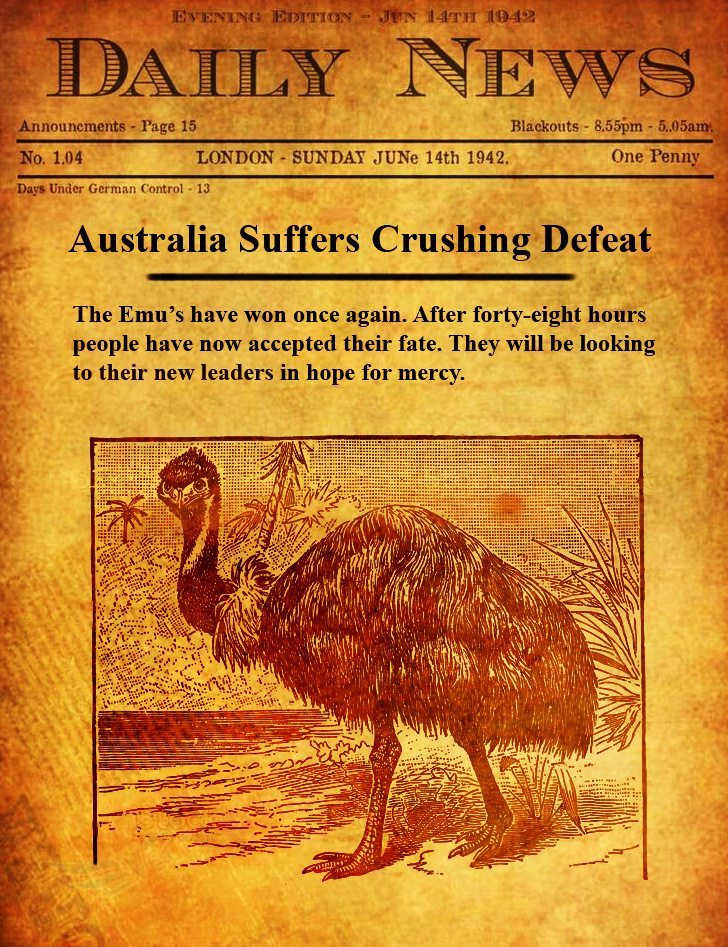 Evening Edition - Jun 14th 1942
Daily News
Announcments - Page 15
Blackouts - 8.55pm - 5..05am.
No. 1.04
LONDON - SUNDAY JUNe 14th 1942.
One Penny
Days Under German Control - 13
Australia Suffers Crushing Defeat
The Emu’s have won once again. After forty-eight hours
people have now accepted their fate. They will be looking
to their new leaders in hope for mercy.